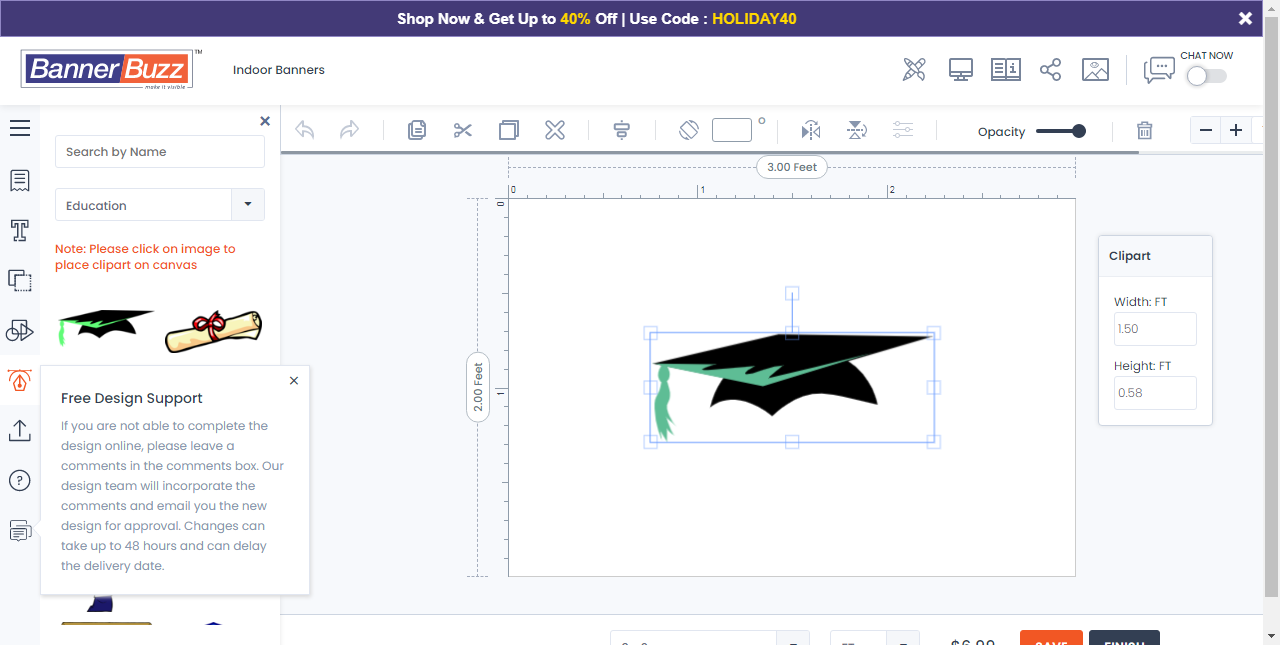 Shop Now & Get Up to 40% Off | Use Code : HOLIDAY40
BannerBuzz™
make it visible
Indoor Banners
CHAT NOW
Search by Name
Education
Note: Please click on image to
place clipart on canvas
Free Design Support
If you are not able to complete the
design online, please leave a
comments in the comments box. Our
design team will incorporate the
comments and email you the new
design for approval. Changes can
take up to 48 hours and can delay
the delivery date.
Opacity
3.00 Feet
0
1
2
0
1
2.00 Feet
Clipart
Width: FT
1.50
Height: FT
0.58
SAVE
FINISH